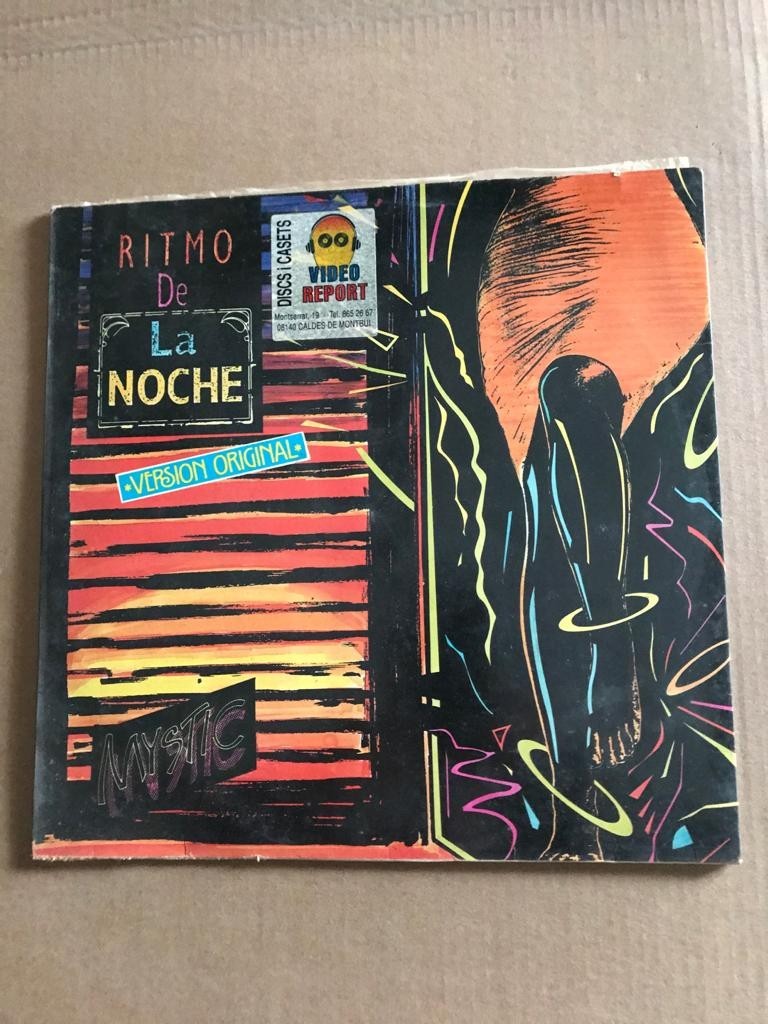 RITMO
De
La
NOCHE
DISCS i CASETS
VIDEO
REPORT
Montserrat, 19 Tel. 865 26 67
08140 CALDES DE MONTBUI
*VERSION ORIGINAL*
MYSTIC